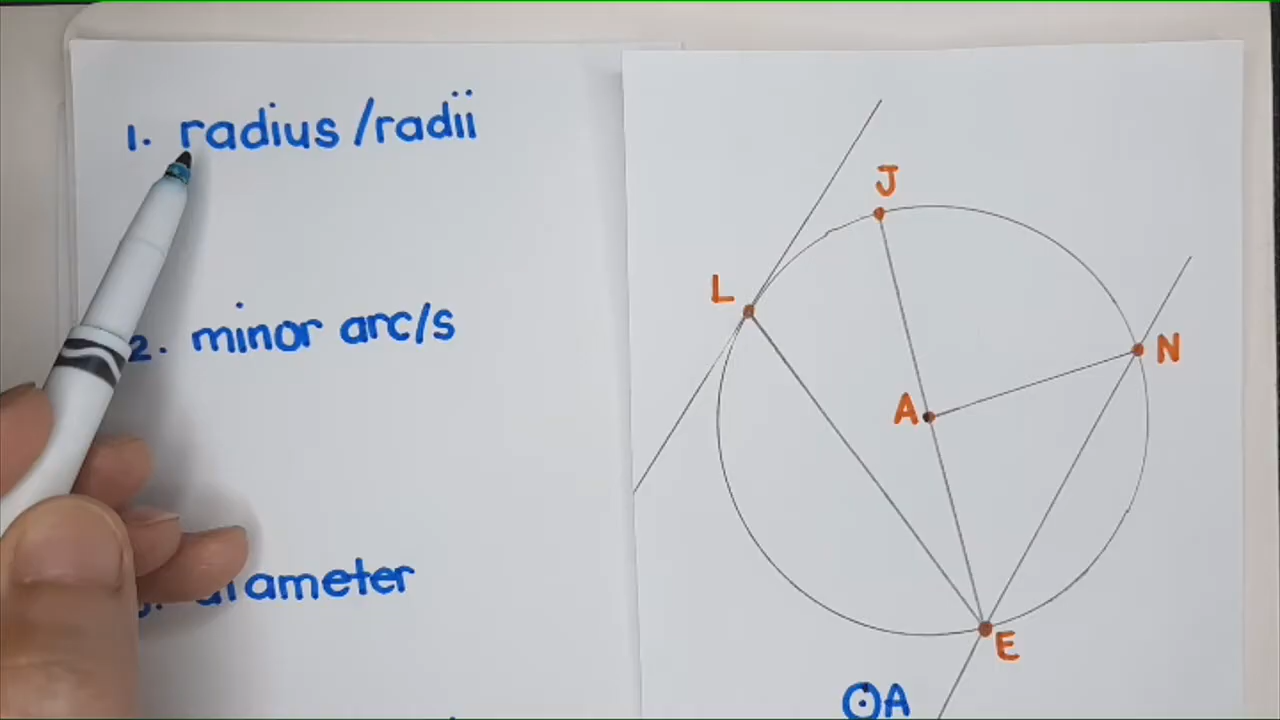 1. radius/radii
2. minor arc/s
diameter
J
L
N
A
E
⊙A